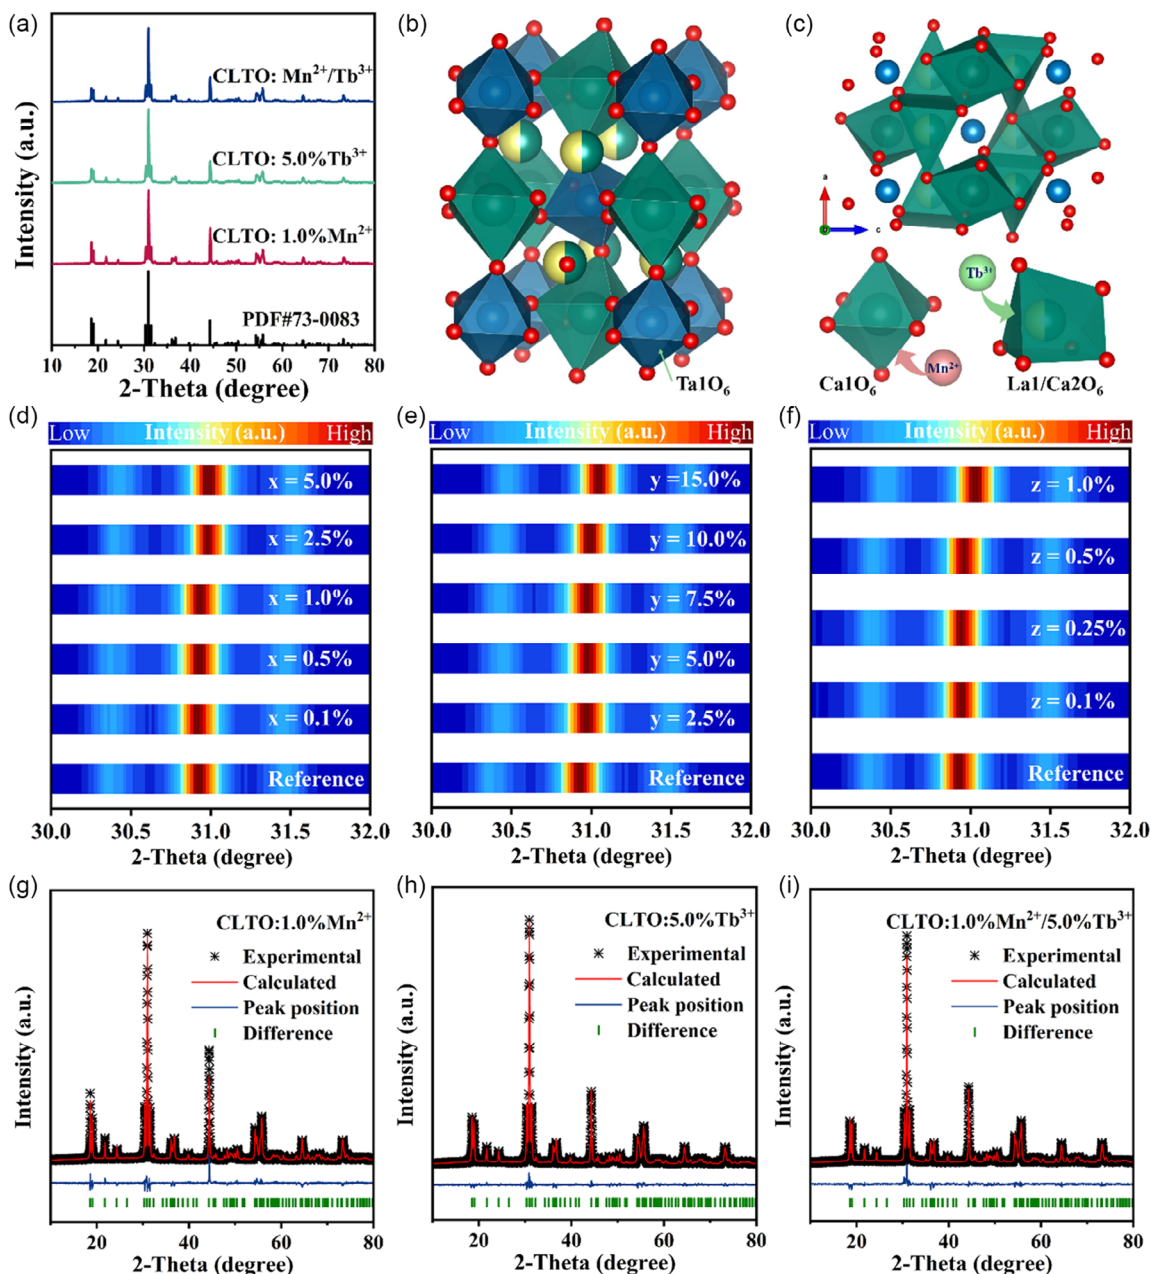 (a)
CLTO: Mn²⁺/Tb³⁺
CLTO: 5.0%Tb³⁺
CLTO: 1.0%Mn²⁺
PDF#73-0083
Intensity (a.u.)
10 20 30 40 50 60 70 80
2-Theta (degree)
(b)
Ta1O₆
(c)
a
c
Tb³⁺
Mn²⁺
Ca1O₆
La1/Ca2O₆
(d)
Low Intensity (a.u.) High
x = 5.0%
x = 2.5%
x = 1.0%
x = 0.5%
x = 0.1%
Reference
30.0 30.5 31.0 31.5 32.0
2-Theta (degree)
(e)
Low Intensity (a.u.) High
y =15.0%
y = 10.0%
y = 7.5%
y = 5.0%
y = 2.5%
Reference
30.0 30.5 31.0 31.5 32.0
2-Theta (degree)
(f)
Low Intensity (a.u.) High
z = 1.0%
z = 0.5%
z = 0.25%
z = 0.1%
Reference
30.0 30.5 31.0 31.5 32.0
2-Theta (degree)
(g)
CLTO:1.0%Mn²⁺
Experimental
Calculated
Peak position
Difference
Intensity (a.u.)
20 40 60 80
2-Theta (degree)
(h)
CLTO:5.0%Tb³⁺
Experimental
Calculated
Peak position
Difference
Intensity (a.u.)
20 40 60 80
2-Theta (degree)
(i)
CLTO:1.0%Mn²⁺/5.0%Tb³⁺
Experimental
Calculated
Peak position
Difference
Intensity (a.u.)
20 40 60 80
2-Theta (degree)